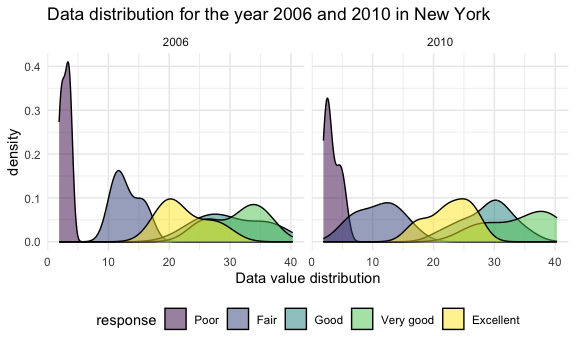 Data distribution for the year 2006 and 2010 in New York
2006
2010
density
0.4
0.3
0.2
0.1
0.0
0 10 20 30 40
0 10 20 30 40
Data value distribution
response Poor Fair Good Very good Excellent